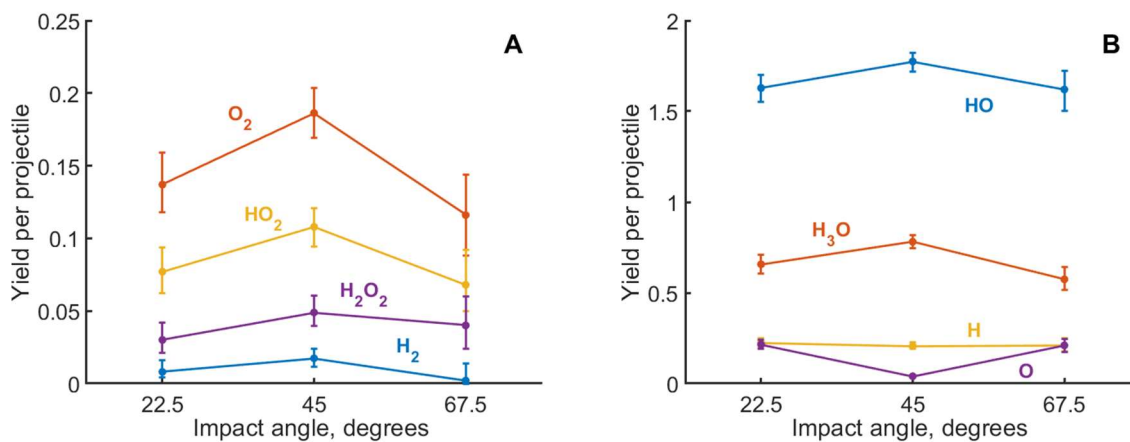 A
0.25
0.2
0.15
0.1
0.05
0
Yield per projectile
O2
HO2
H2O2
H2
22.5 45 67.5
Impact angle, degrees
B
2
1.5
1
0.5
0
Yield per projectile
HO
H3O
H
O
22.5 45 67.5
Impact angle, degrees